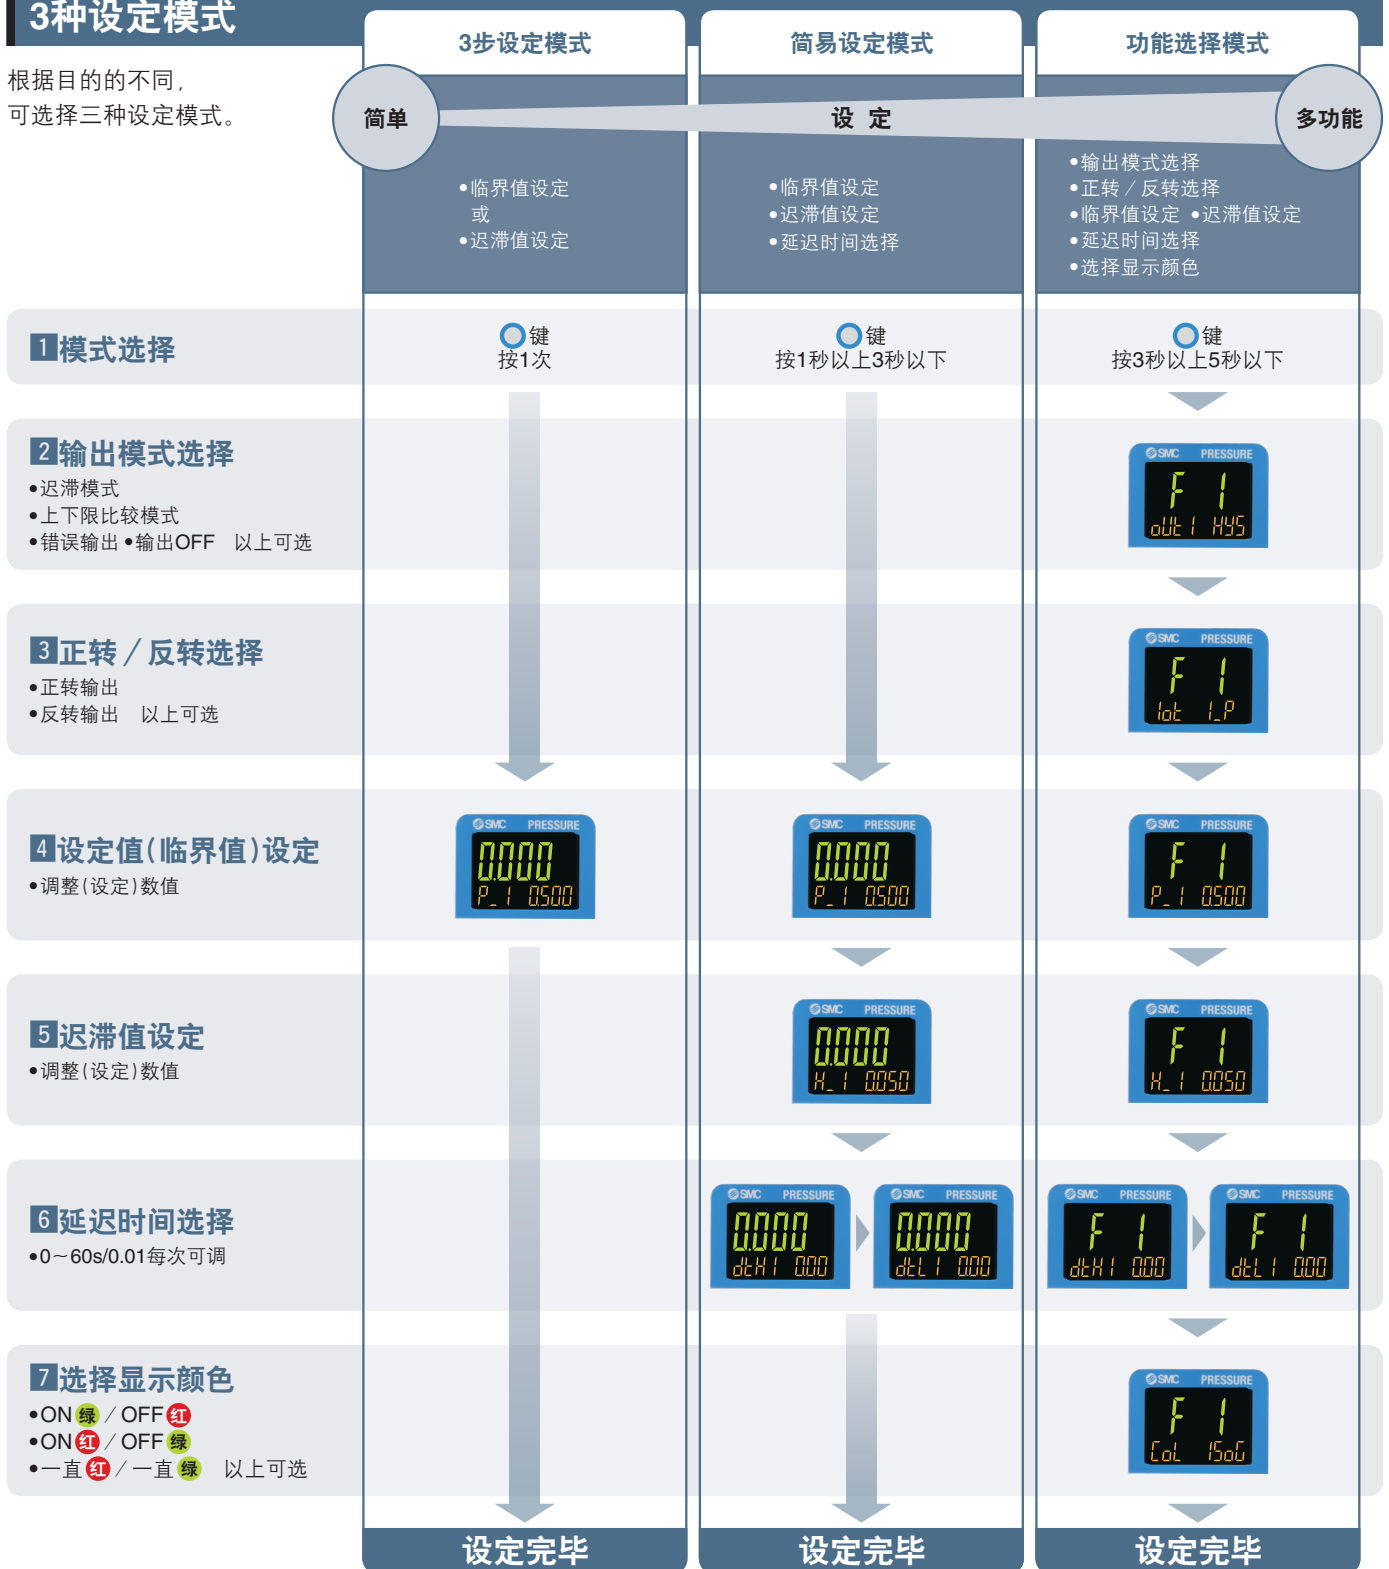 3种设定模式
根据目的的不同,
可选择三种设定模式。
3步设定模式
简易设定模式
功能选择模式
简单
设 定
多功能
•临界值设定
或
•迟滞值设定
•临界值设定
•迟滞值设定
•延迟时间选择
•输出模式选择
•正转／反转选择
•临界值设定 •迟滞值设定
•延迟时间选择
•选择显示颜色
1模式选择
键
按1次
键
按1秒以上3秒以下
键
按3秒以上5秒以下
2输出模式选择
•迟滞模式
•上下限比较模式
•错误输出 •输出OFF 以上可选
SMC PRESSURE
F 1
oUt1 HYS
3正转／反转选择
•正转输出
•反转输出 以上可选
SMC PRESSURE
F 1
1ot 1_P
4设定值(临界值)设定
•调整(设定)数值
SMC PRESSURE
0.000
P_1 0.500
SMC PRESSURE
0.000
P_1 0.500
SMC PRESSURE
F 1
P_1 0.500
5迟滞值设定
•调整(设定)数值
SMC PRESSURE
0.000
H_1 0.050
SMC PRESSURE
F 1
H_1 0.050
6延迟时间选择
•0～60s/0.01每次可调
SMC PRESSURE
0.000
dtH1 0.00
SMC PRESSURE
0.000
dtL1 0.00
SMC PRESSURE
F 1
dtH1 0.00
SMC PRESSURE
F 1
dtL1 0.00
7选择显示颜色
•ON绿／OFF红
•ON红／OFF绿
•一直红／一直绿 以上可选
SMC PRESSURE
F 1
CoL 1SoG
设定完毕
设定完毕
设定完毕